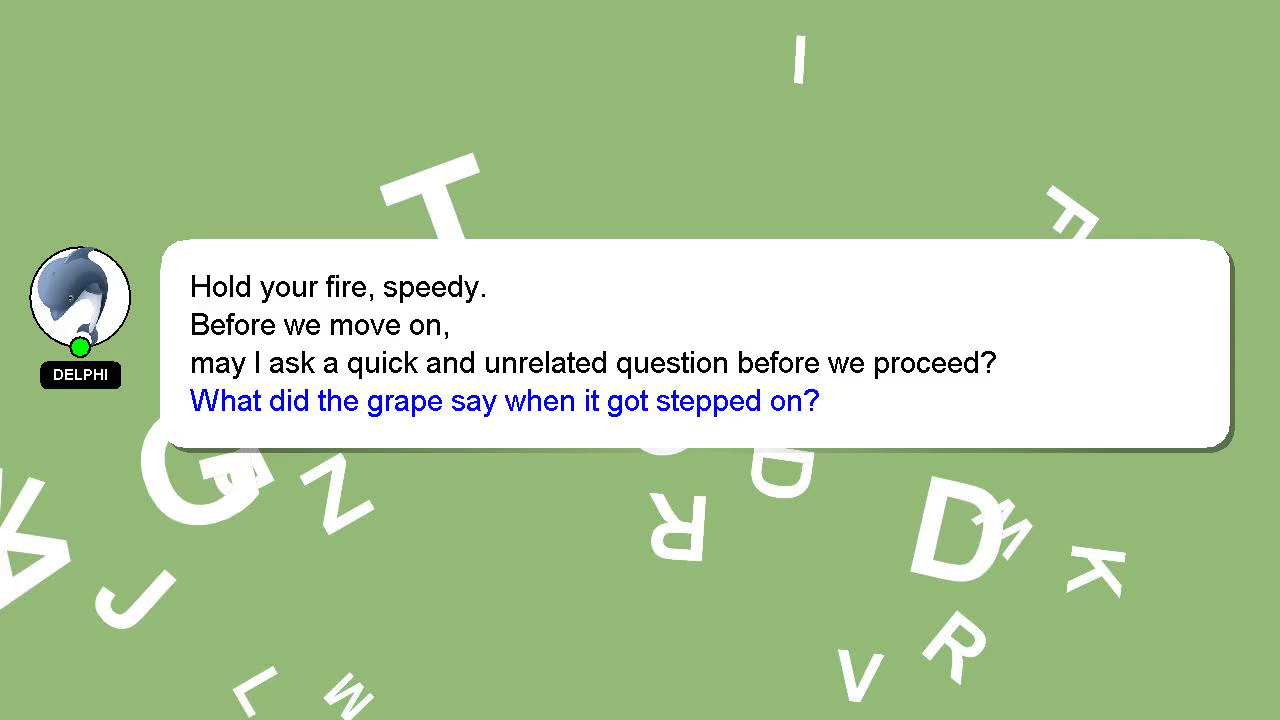 I
T
F
Hold your fire, speedy.
Before we move on,
may I ask a quick and unrelated question before we proceed?
What did the grape say when it got stepped on?
DELPHI
G
N
D
R
D
M
K
J
R
V
L
M